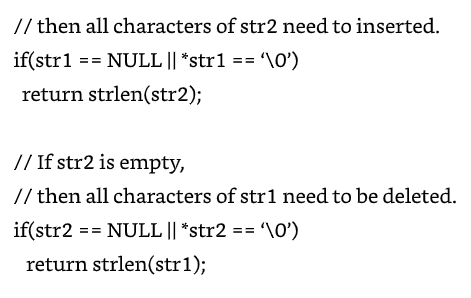 // then all characters of str2 need to inserted.
if(str1 == NULL || *str1 == ‘\0’)
return strlen(str2);
// If str2 is empty,
// then all characters of str1 need to be deleted.
if(str2 == NULL || *str2 == ‘\0’)
return strlen(str1);